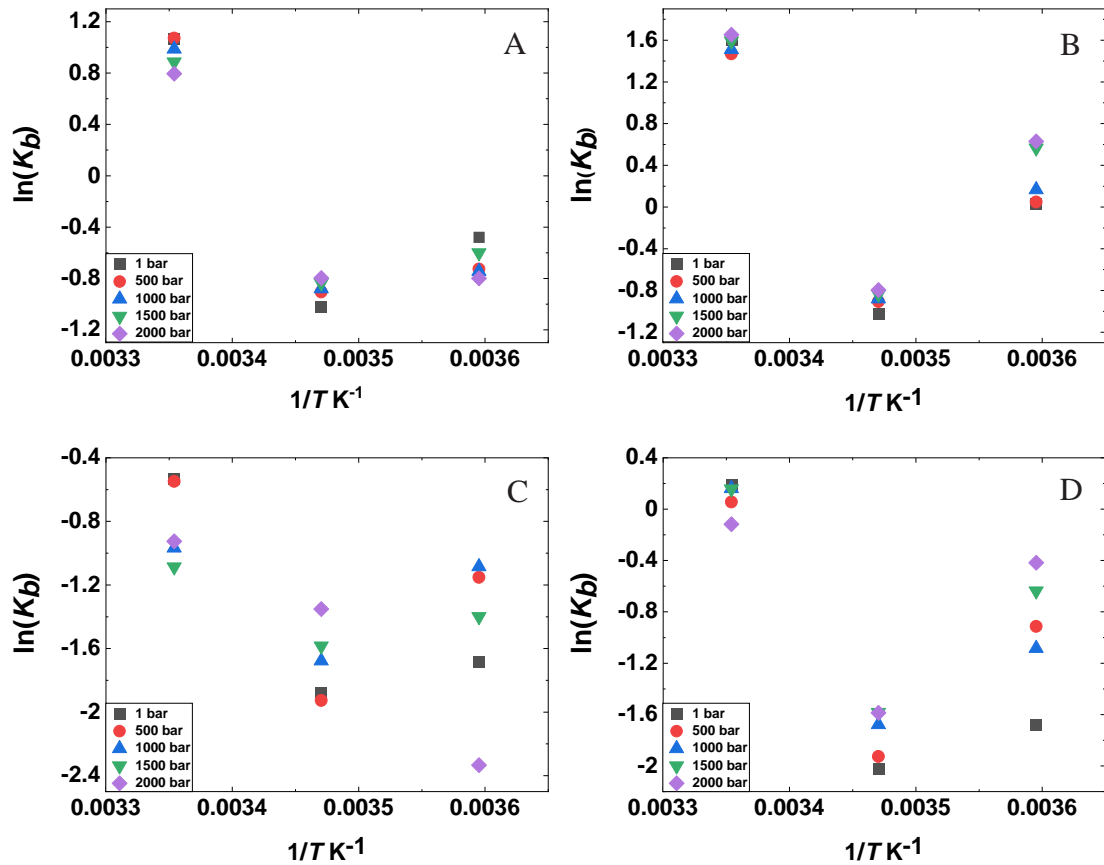 A
1.2
0.8
0.4
0
-0.4
-0.8
-1.2
ln(Kb)
1 bar
500 bar
1000 bar
1500 bar
2000 bar
0.0033 0.0034 0.0035 0.0036
1/T K-1
B
1.6
1.2
0.8
0.4
0
-0.4
-0.8
-1.2
ln(Kb)
1 bar
500 bar
1000 bar
1500 bar
2000 bar
0.0033 0.0034 0.0035 0.0036
1/T K-1
C
-0.4
-0.8
-1.2
-1.6
-2
-2.4
ln(Kb)
1 bar
500 bar
1000 bar
1500 bar
2000 bar
0.0033 0.0034 0.0035 0.0036
1/T K-1
D
0.4
0
-0.4
-0.8
-1.2
-1.6
-2
ln(Kb)
1 bar
500 bar
1000 bar
1500 bar
2000 bar
0.0033 0.0034 0.0035 0.0036
1/T K-1